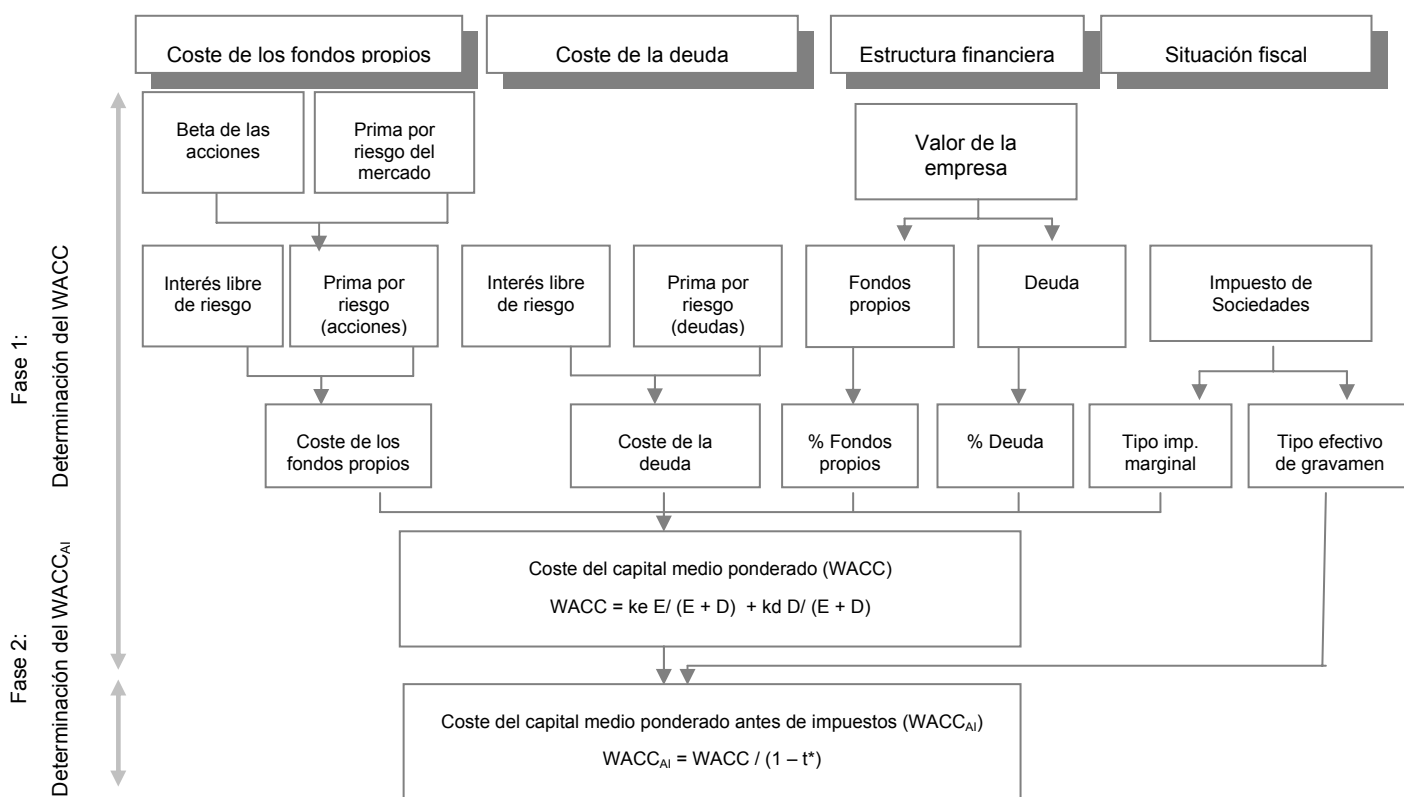 Coste de los fondos propios
Coste de la deuda
Estructura financiera
Situación fiscal
Beta de las
acciones
Prima por
riesgo del
mercado
Valor de la
empresa
Interés libre
de riesgo
Prima por
riesgo
(acciones)
Interés libre
de riesgo
Prima por
riesgo
(deudas)
Fondos
propios
Deuda
Impuesto de
Sociedades
Coste de los
fondos propios
Coste de la
deuda
% Fondos
propios
% Deuda
Tipo imp.
marginal
Tipo efectivo
de gravamen
Fase 1:
Determinación del WACC
Coste del capital medio ponderado (WACC)
WACC = ke E/ (E + D) + kd D/ (E + D)
Fase 2:
Determinación del WACCAI
Coste del capital medio ponderado antes de impuestos (WACCAI)
WACCAI = WACC / (1 – t*)